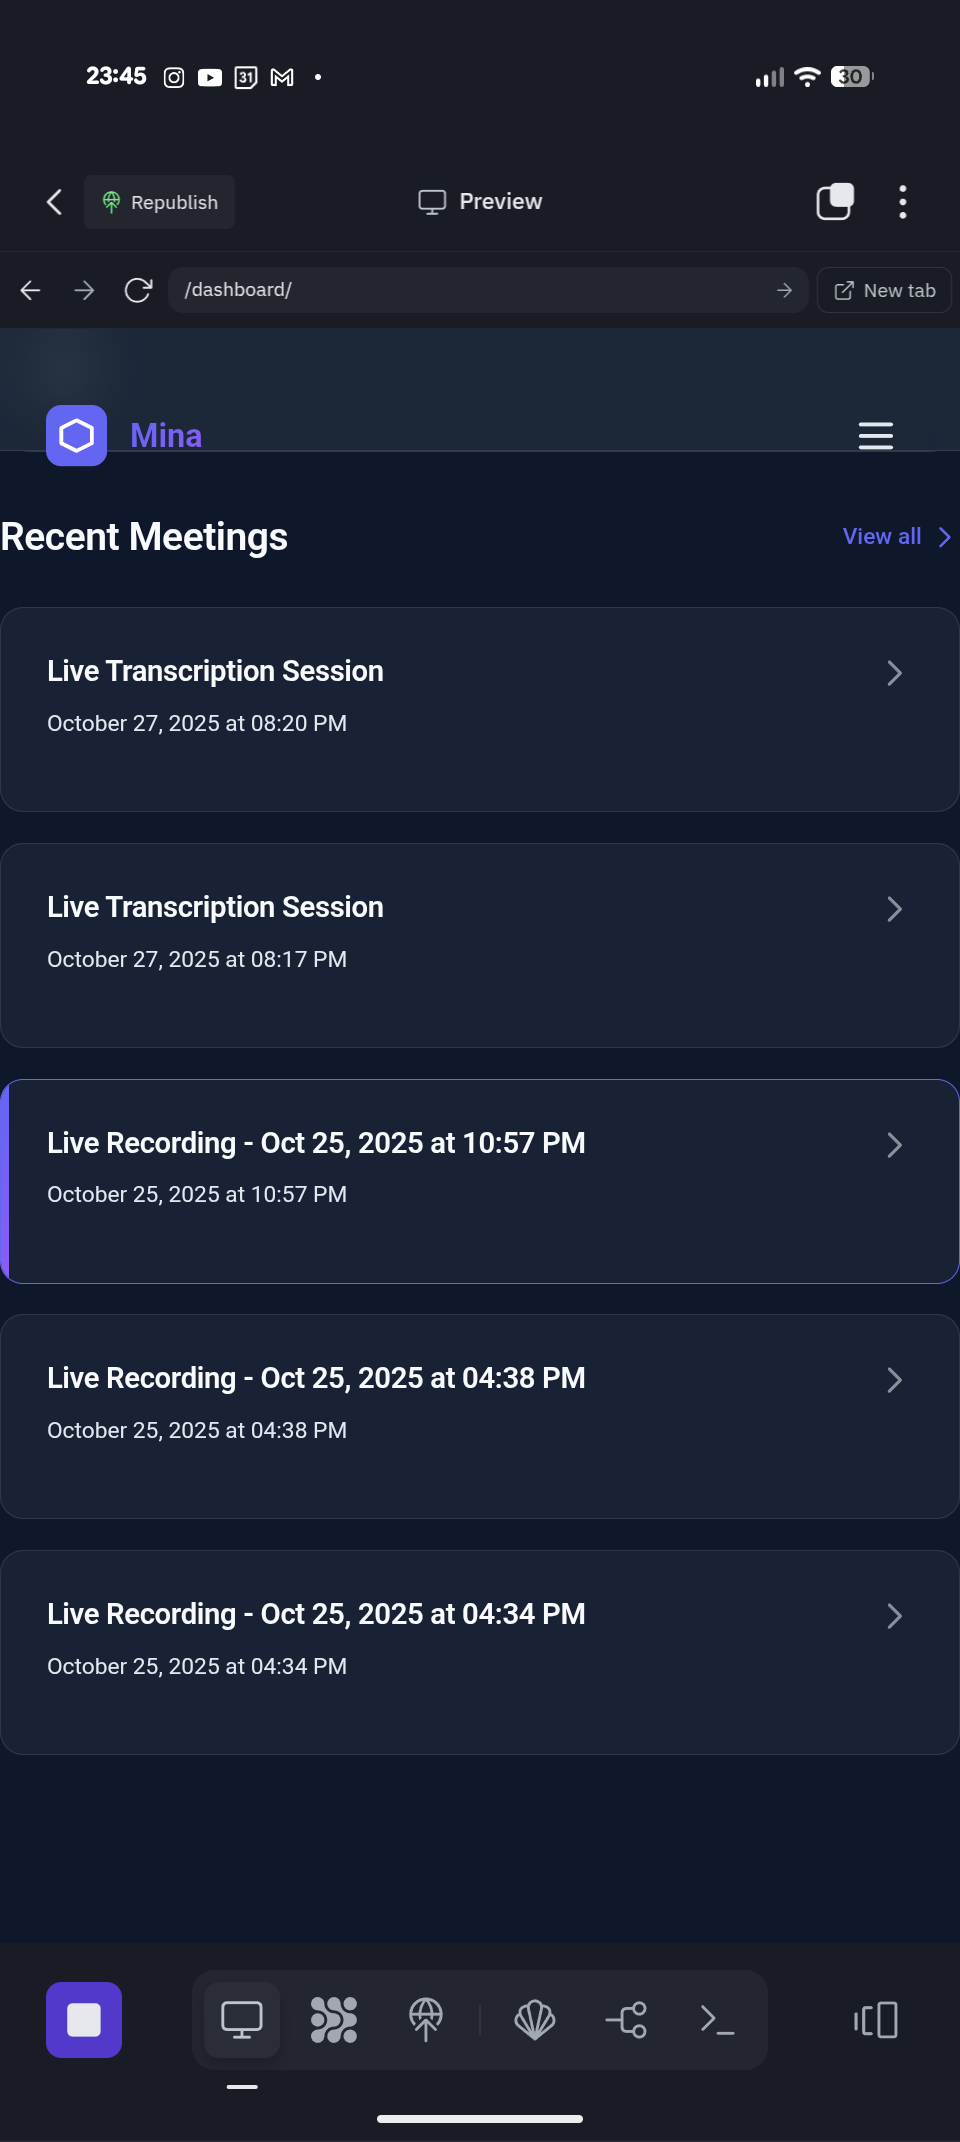 23:45
31
30
Republish
Preview
/dashboard/
New tab
Mina
Recent Meetings
View all
Live Transcription Session
October 27, 2025 at 08:20 PM
Live Transcription Session
October 27, 2025 at 08:17 PM
Live Recording - Oct 25, 2025 at 10:57 PM
October 25, 2025 at 10:57 PM
Live Recording - Oct 25, 2025 at 04:38 PM
October 25, 2025 at 04:38 PM
Live Recording - Oct 25, 2025 at 04:34 PM
October 25, 2025 at 04:34 PM